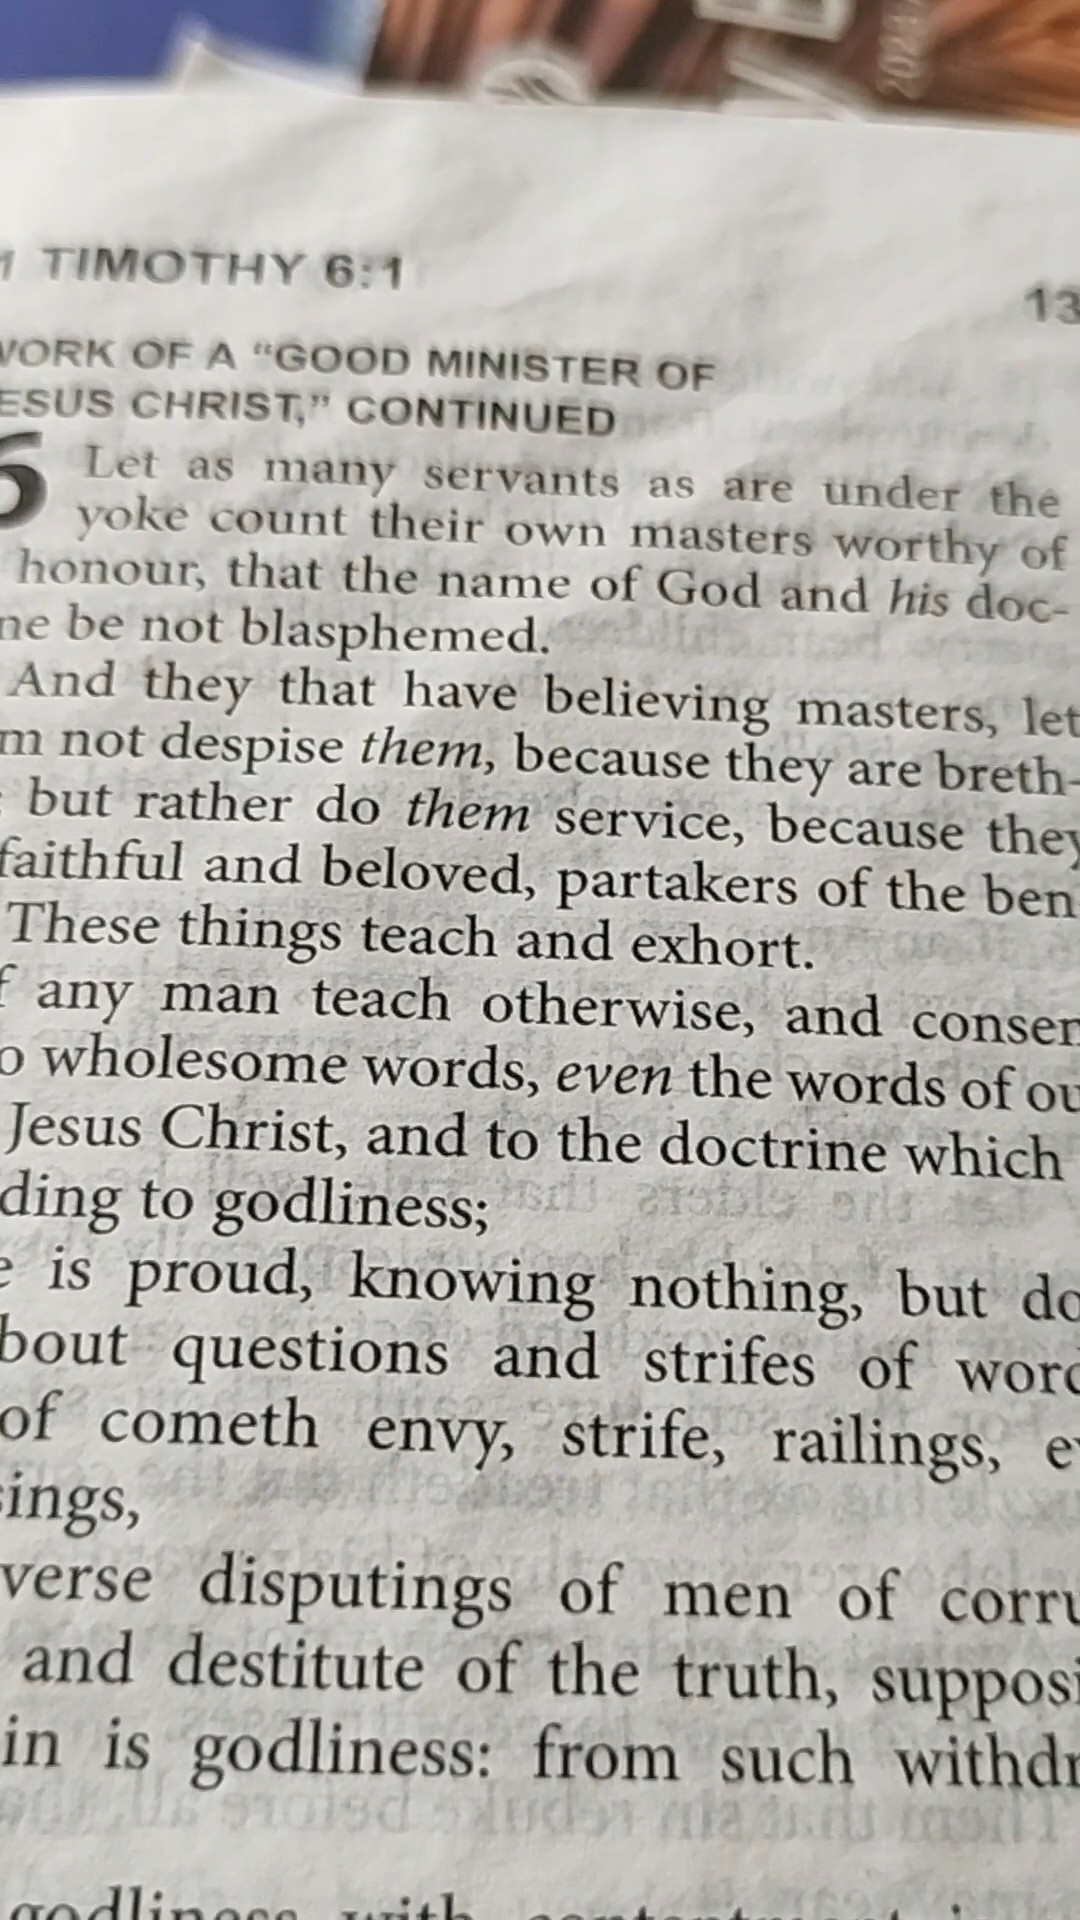 1 TIMOTHY 6:1
13
WORK OF A “GOOD MINISTER OF
ESUS CHRIST,” CONTINUED
6 Let as many servants as are under the
yoke count their own masters worthy of
honour, that the name of God and his doc-
ne be not blasphemed.
And they that have believing masters, let
m not despise them, because they are breth-
; but rather do them service, because they
faithful and beloved, partakers of the ben
These things teach and exhort.
f any man teach otherwise, and consen
o wholesome words, even the words of ou
Jesus Christ, and to the doctrine which
ding to godliness;
e is proud, knowing nothing, but do
bout questions and strifes of word
of cometh envy, strife, railings, ev
sings,
verse disputings of men of corru
and destitute of the truth, supposi
in is godliness: from such withdr
godliness with